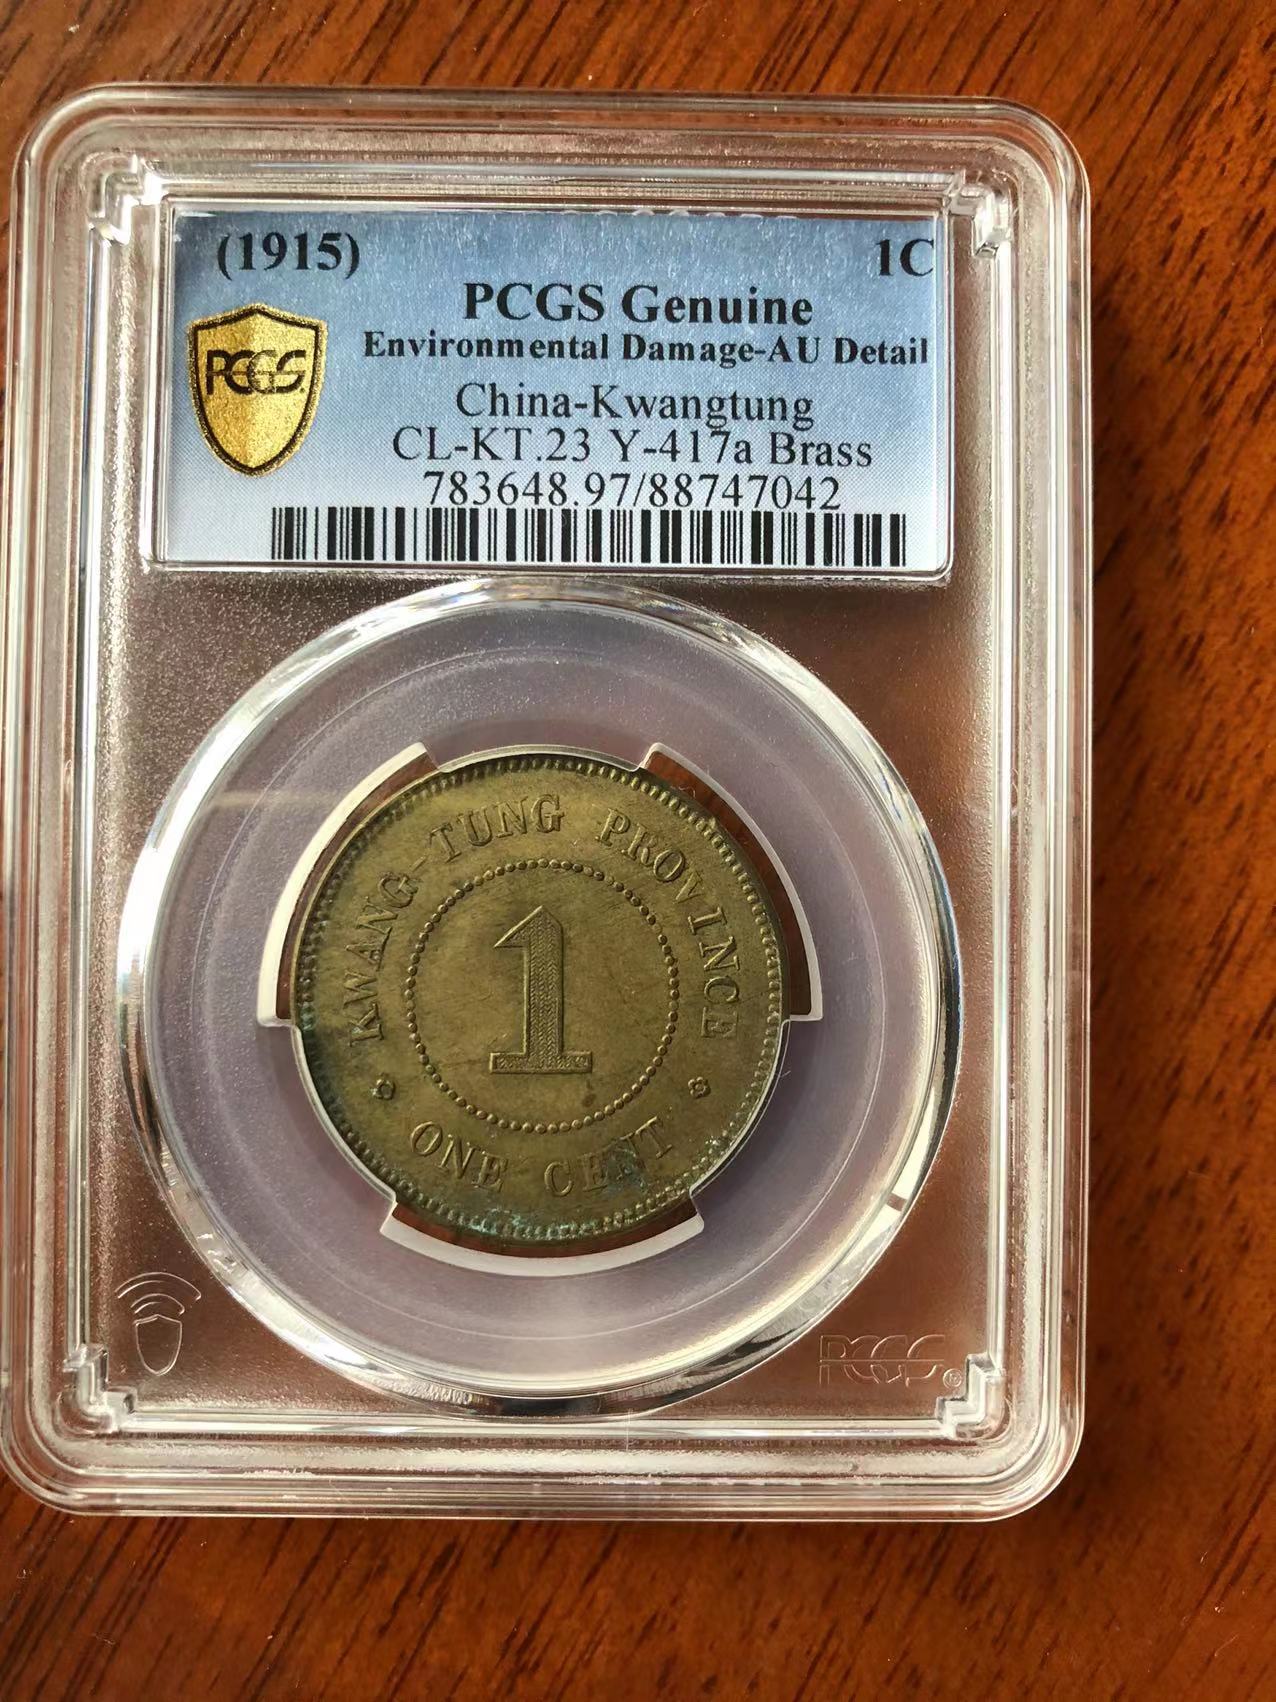 (1915) 1C
PCGS Genuine
Environmental Damage-AU Detail
PCGS
China-Kwangtung
CL-KT.23 Y-417a Brass
783648.97/88747042
KWANG-TUNG PROVINCE
1
ONE CENT
PCGS®